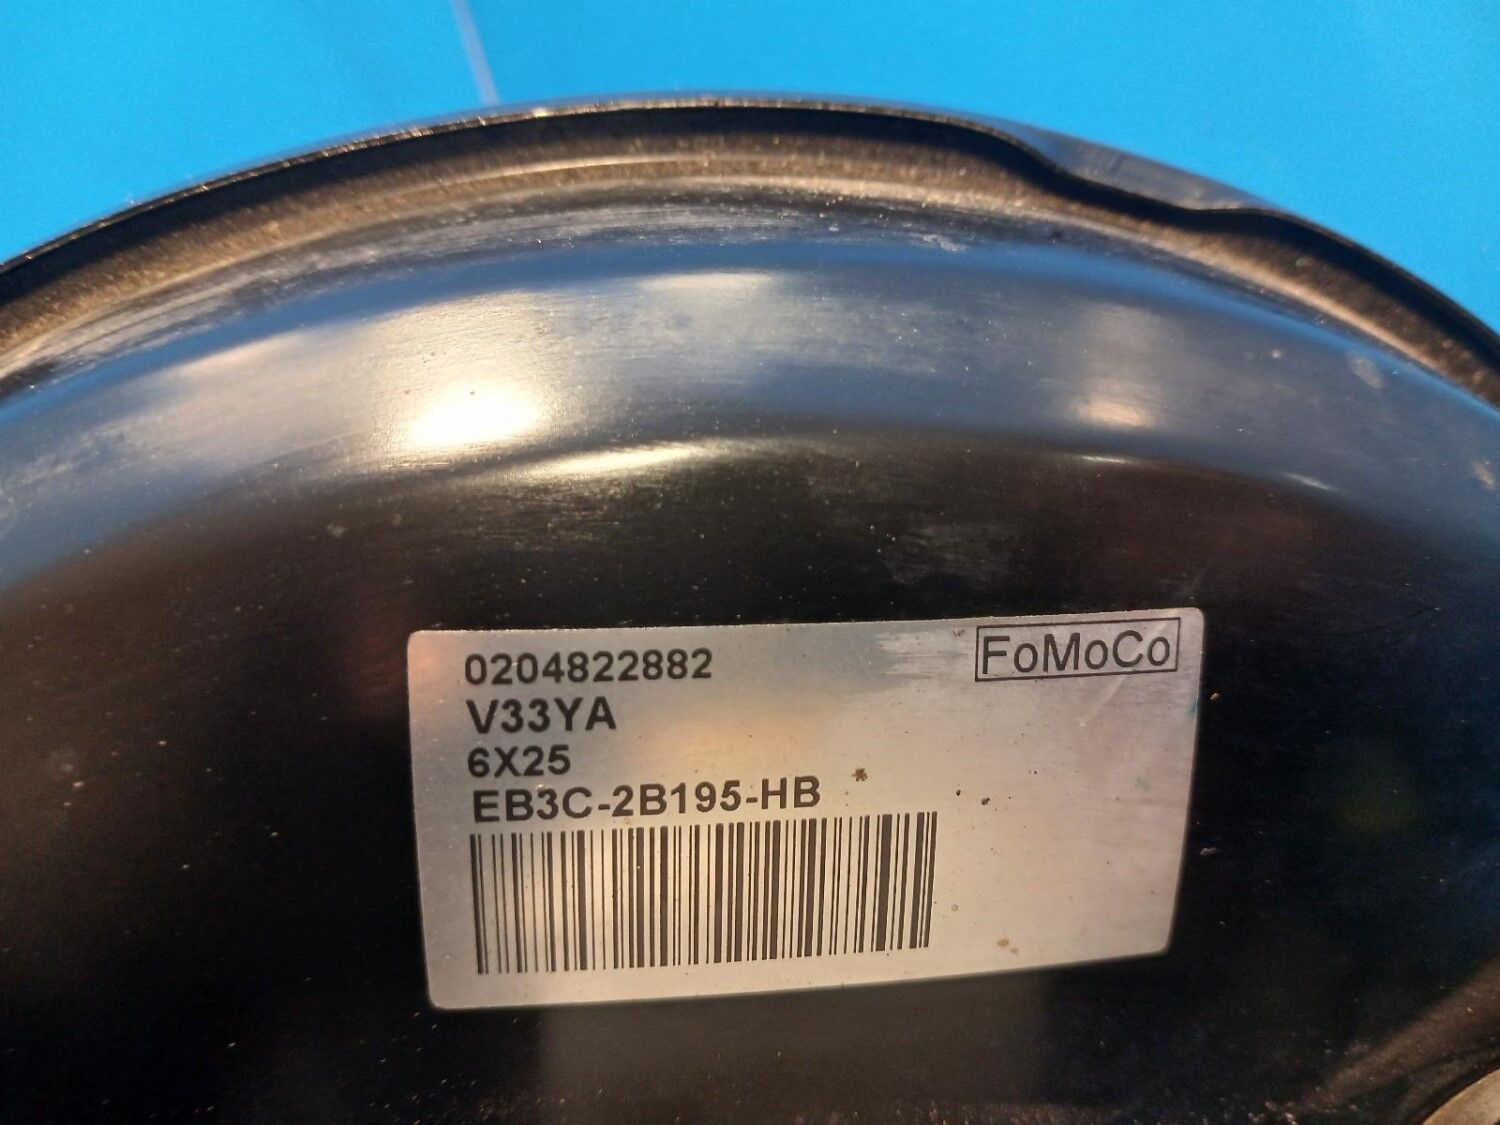 0204822882
FoMoCo
V33YA
6X25
EB3C-2B195-HB